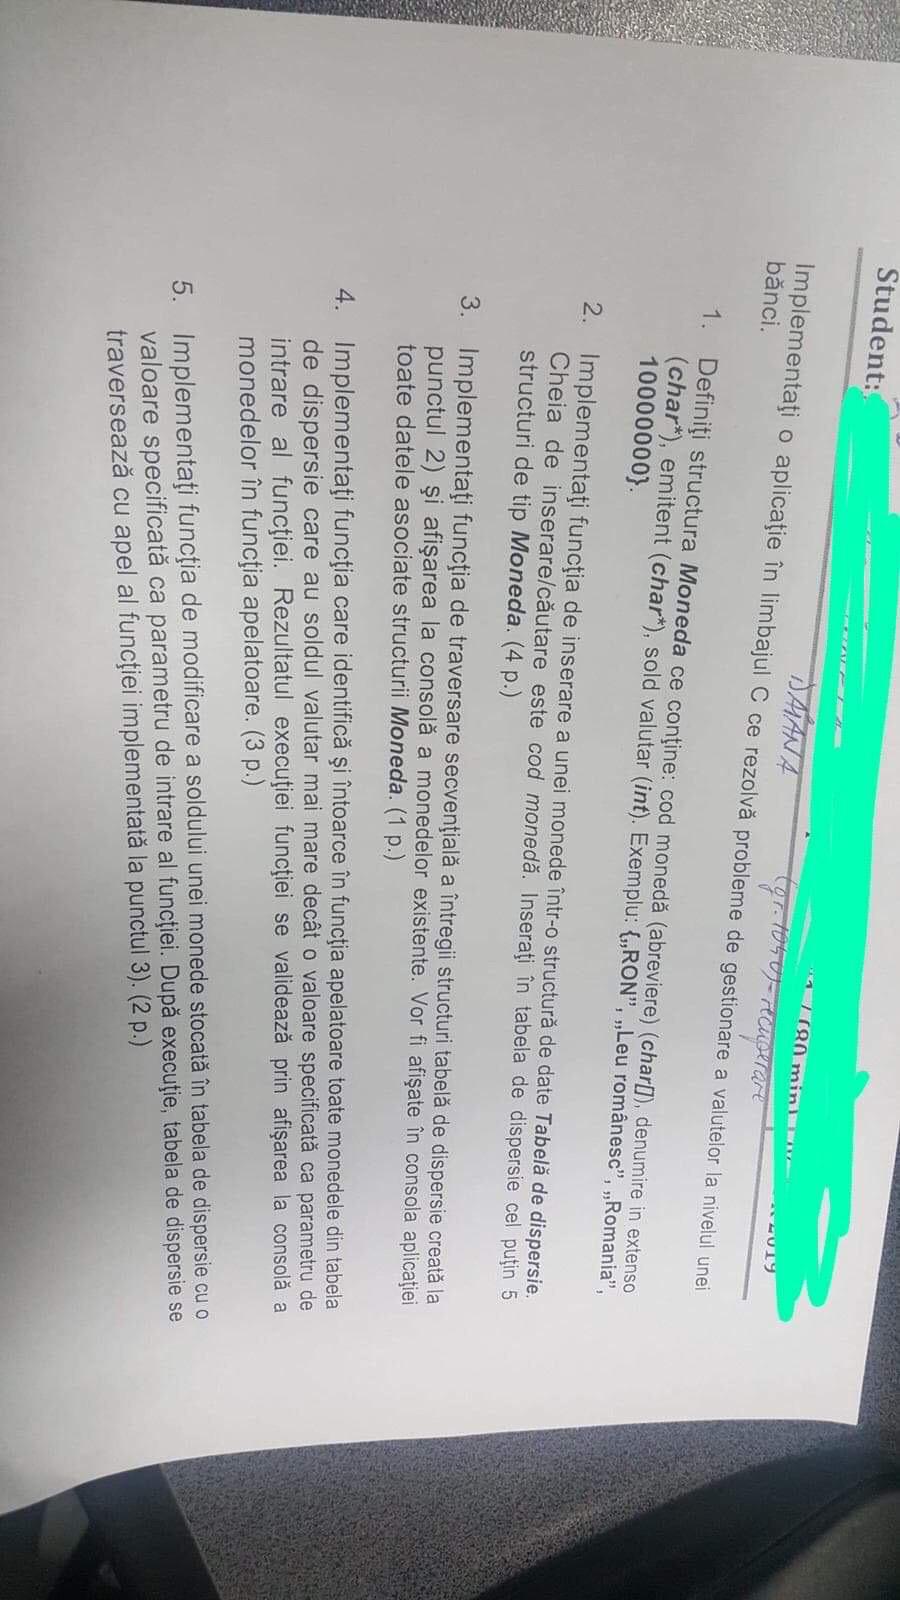 Student:
DAIANA
(80 min)
2019
(gr. 1050) - recuperare
Implementaţi o aplicaţie în limbajul C ce rezolvă probleme de gestionare a valutelor la nivelul unei
bănci.
1. Definiţi structura Moneda ce conţine: cod monedă (abreviere) (char[]), denumire in extenso
(char*), emitent (char*), sold valutar (int). Exemplu: {„RON”, „Leu românesc”, „Romania”,
10000000}.
2. Implementaţi funcţia de inserare a unei monede într-o structură de date Tabelă de dispersie.
Cheia de inserare/căutare este cod monedă. Inseraţi în tabela de dispersie cel puţin 5
structuri de tip Moneda. (4 p.)
3. Implementaţi funcţia de traversare secvenţială a întregii structuri tabelă de dispersie creată la
punctul 2) şi afişarea la consolă a monedelor existente. Vor fi afişate în consola aplicaţiei
toate datele asociate structurii Moneda. (1 p.)
4. Implementaţi funcţia care identifică şi întoarce în funcţia apelatoare toate monedele din tabela
de dispersie care au soldul valutar mai mare decât o valoare specificată ca parametru de
intrare al funcţiei. Rezultatul execuţiei funcţiei se validează prin afişarea la consolă a
monedelor în funcţia apelatoare. (3 p.)
5. Implementaţi funcţia de modificare a soldului unei monede stocată în tabela de dispersie cu o
valoare specificată ca parametru de intrare al funcţiei. După execuţie, tabela de dispersie se
traversează cu apel al funcţiei implementată la punctul 3). (2 p.)